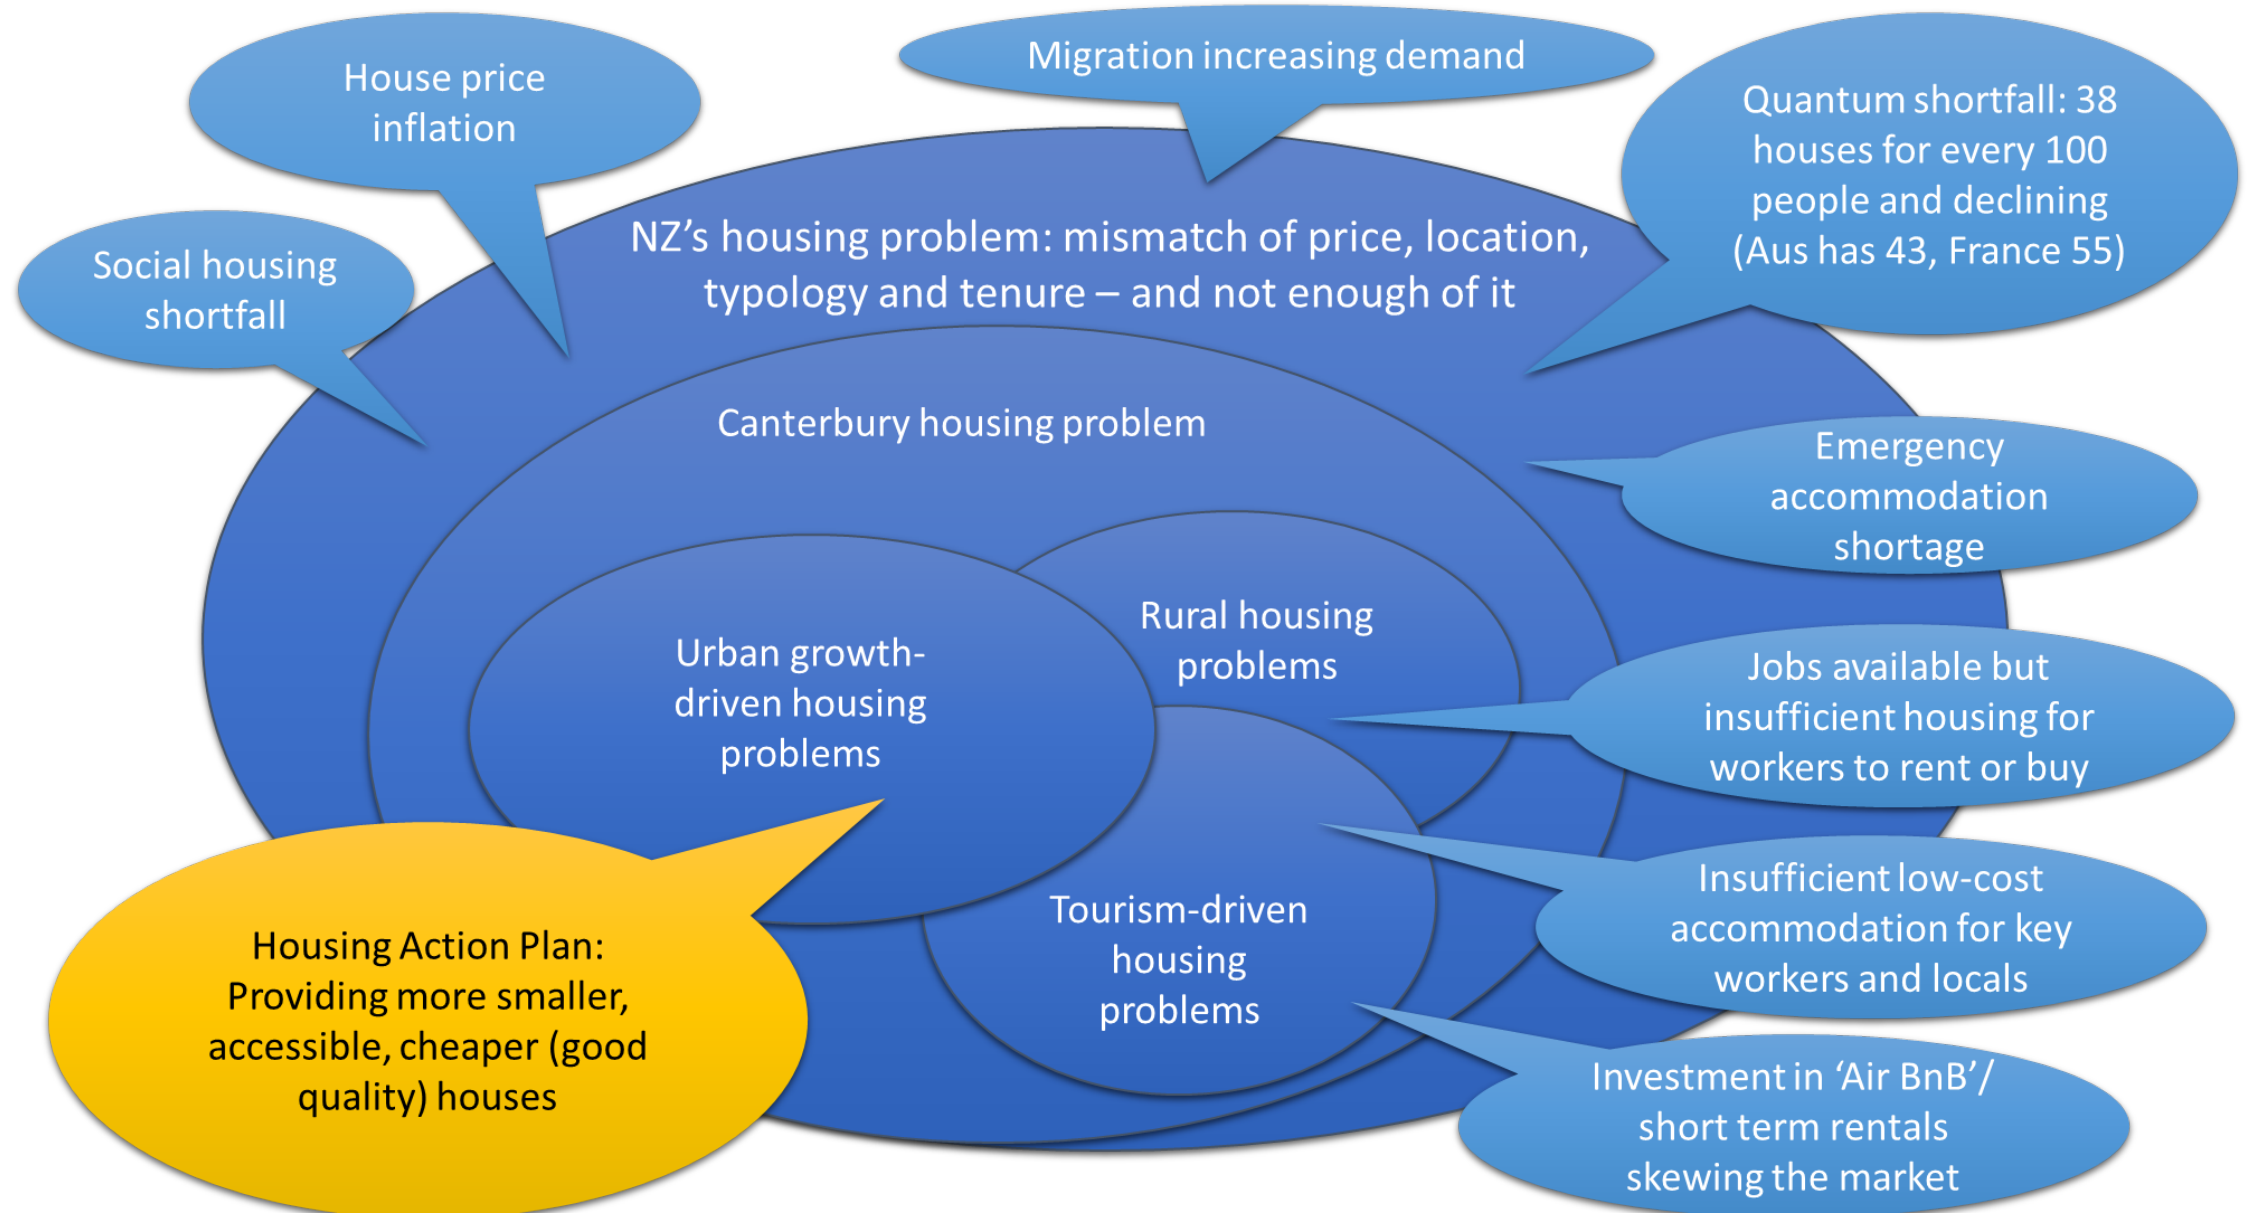 House price
inflation
Migration increasing demand
Quantum shortfall: 38
houses for every 100
people and declining
(Aus has 43, France 55)
Social housing
shortfall
NZ’s housing problem: mismatch of price, location,
typology and tenure – and not enough of it
Canterbury housing problem
Emergency
accommodation
shortage
Urban growth-
driven housing
problems
Rural housing
problems
Jobs available but
insufficient housing for
workers to rent or buy
Tourism-driven
housing
problems
Insufficient low-cost
accommodation for key
workers and locals
Housing Action Plan:
Providing more smaller,
accessible, cheaper (good
quality) houses
Investment in ‘Air BnB’/
short term rentals
skewing the market